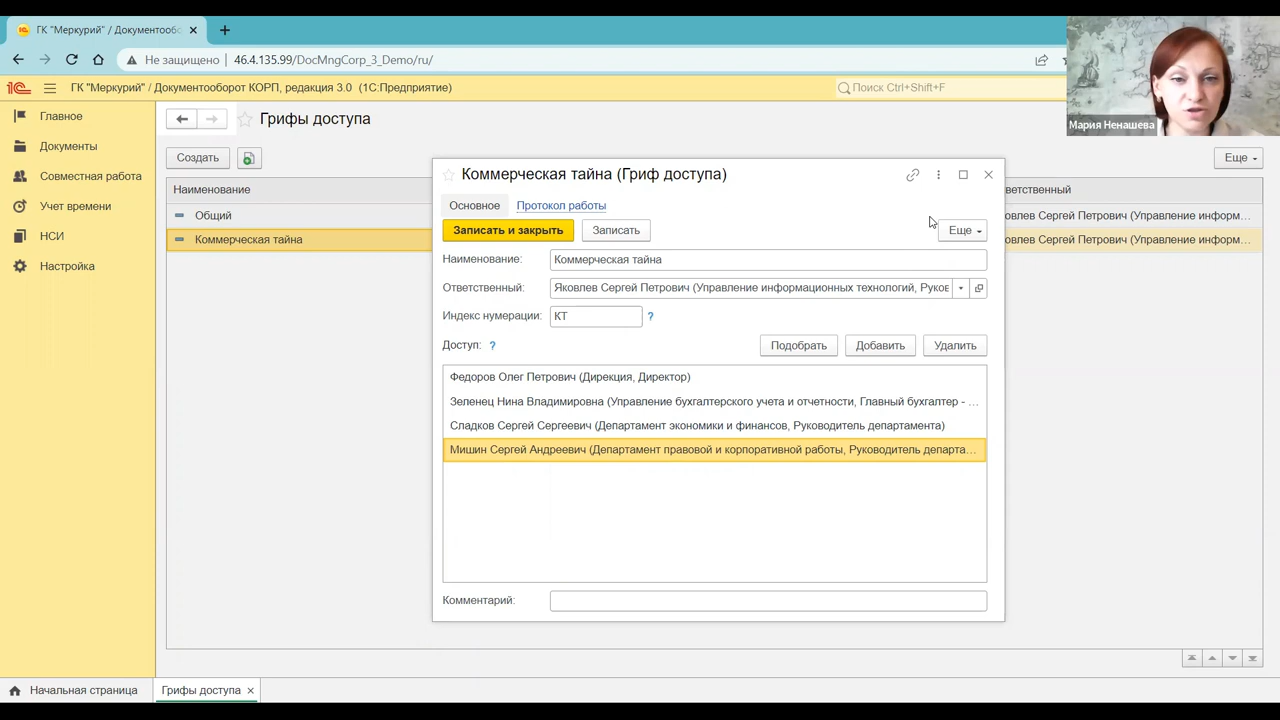 ГК "Меркурий" / Документообо
Не защищено
46.4.135.99/DocMngCorp_3_Demo/ru/
1С
ГК "Меркурий" / Документооборот КОРП, редакция 3.0 (1С:Предприятие)
Поиск Ctrl+Shift+F
Мария Ненашева
Главное
Документы
Совместная работа
Учет времени
НСИ
Настройка
Грифы доступа
Создать
Еще
Наименование
ветственный
Общий
овлев Сергей Петрович (Управление информ...
Коммерческая тайна
овлев Сергей Петрович (Управление информ...
Коммерческая тайна (Гриф доступа)
Основное
Протокол работы
Записать и закрыть
Записать
Еще
Наименование:
Коммерческая тайна
Ответственный:
Яковлев Сергей Петрович (Управление информационных технологий, Руков
Индекс нумерации:
КТ
?
Доступ:
?
Подобрать
Добавить
Удалить
Федоров Олег Петрович (Дирекция, Директор)
Зеленец Нина Владимировна (Управление бухгалтерского учета и отчетности, Главный бухгалтер - ...
Сладков Сергей Сергеевич (Департамент экономики и финансов, Руководитель департамента)
Мишин Сергей Андреевич (Департамент правовой и корпоративной работы, Руководитель департа...
Комментарий:
Начальная страница
Грифы доступа